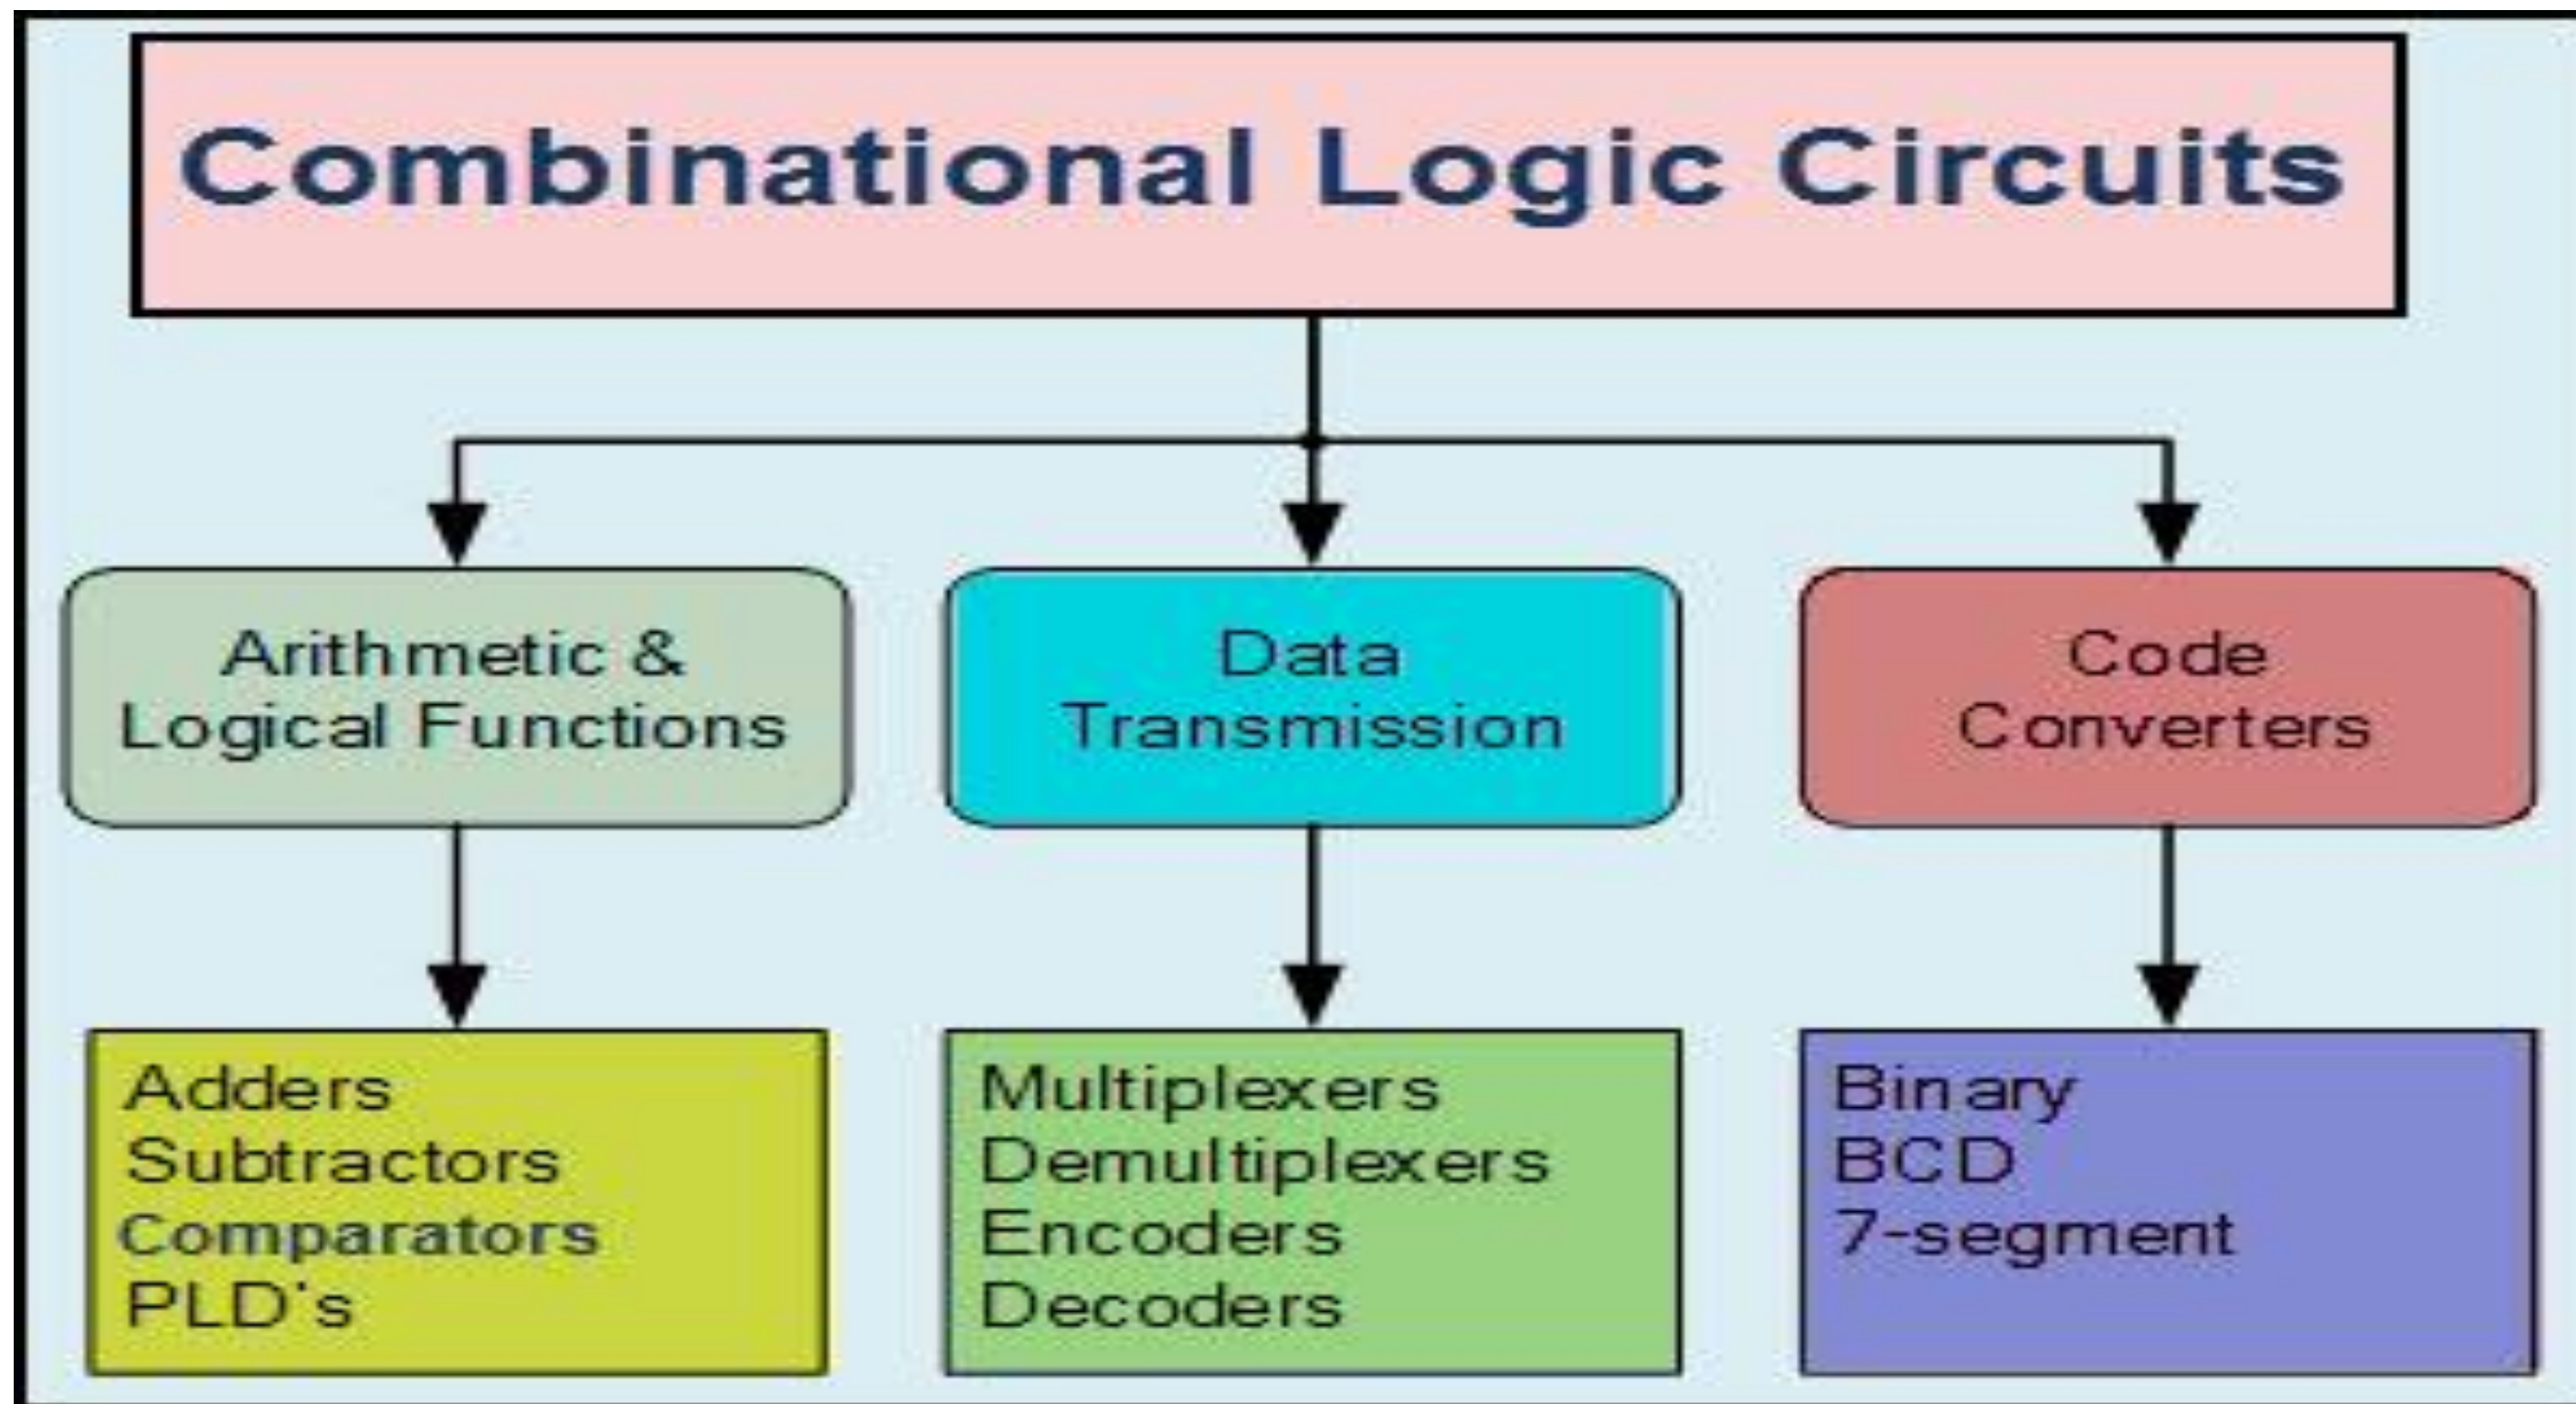 Combinational Logic Circuits
Arithmetic &
Logical Functions
Data
Transmission
Code
Converters
Adders
Subtractors
Comparators
PLD's
Multiplexers
Demultiplexers
Encoders
Decoders
Binary
BCD
7-segment